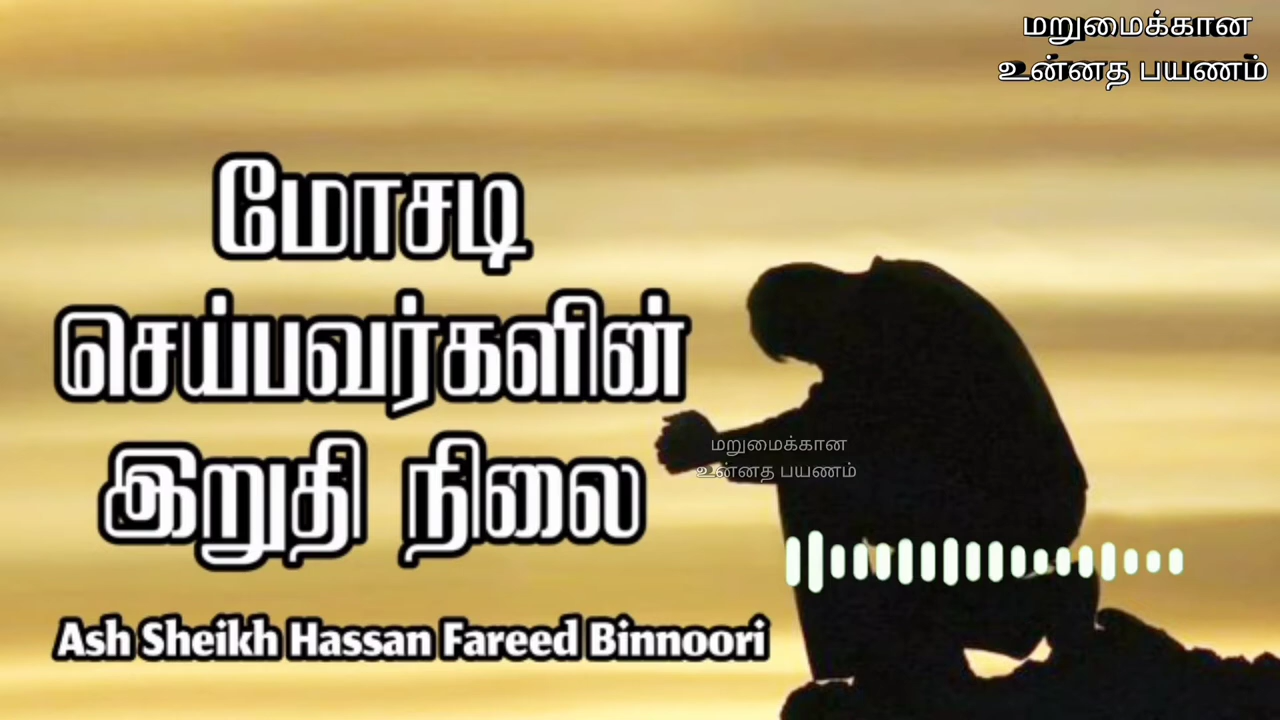 மறுமைக்கான
உன்னத பயணம்
மோசடி
செய்பவர்களின்
இறுதி நிலை
மறுமைக்கான
உன்னத பயணம்
Ash Sheikh Hassan Fareed Binnoori